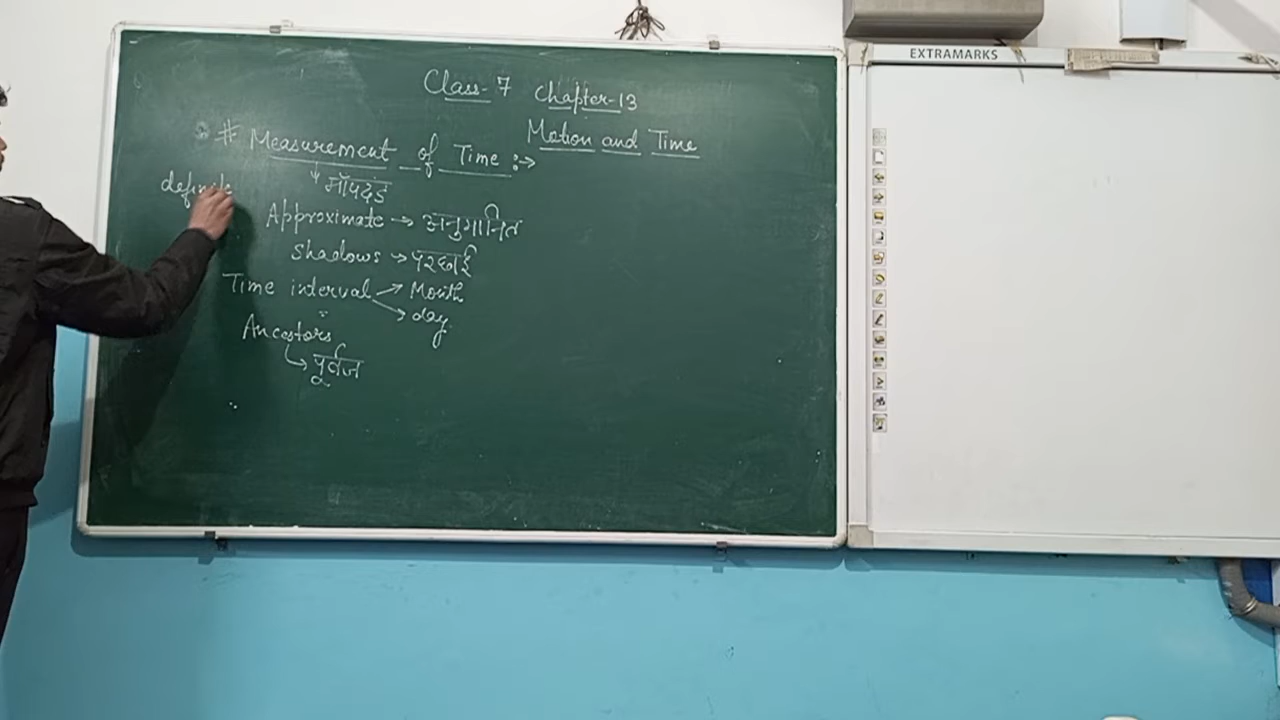 Class-7 Chapter-13
Motion and Time
# Measurement of Time :→
↓ मॉपदंड
definite
Approximate → अनुमानित
Shadows → परछाई
Time interval → Month
→ day
Ancestors
↳ पूर्वज
EXTRAMARKS